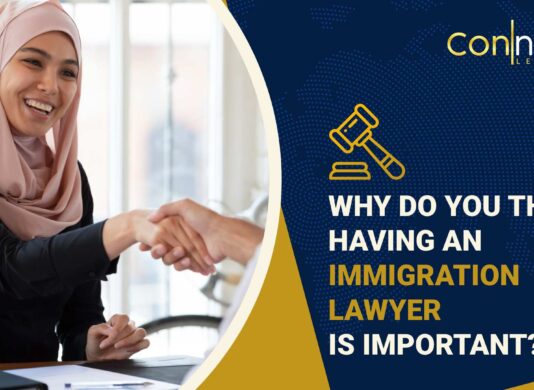 WHY DO YOU
HAVING AN
IMMIGRATION
LAWYER
IS IMPORTANT?